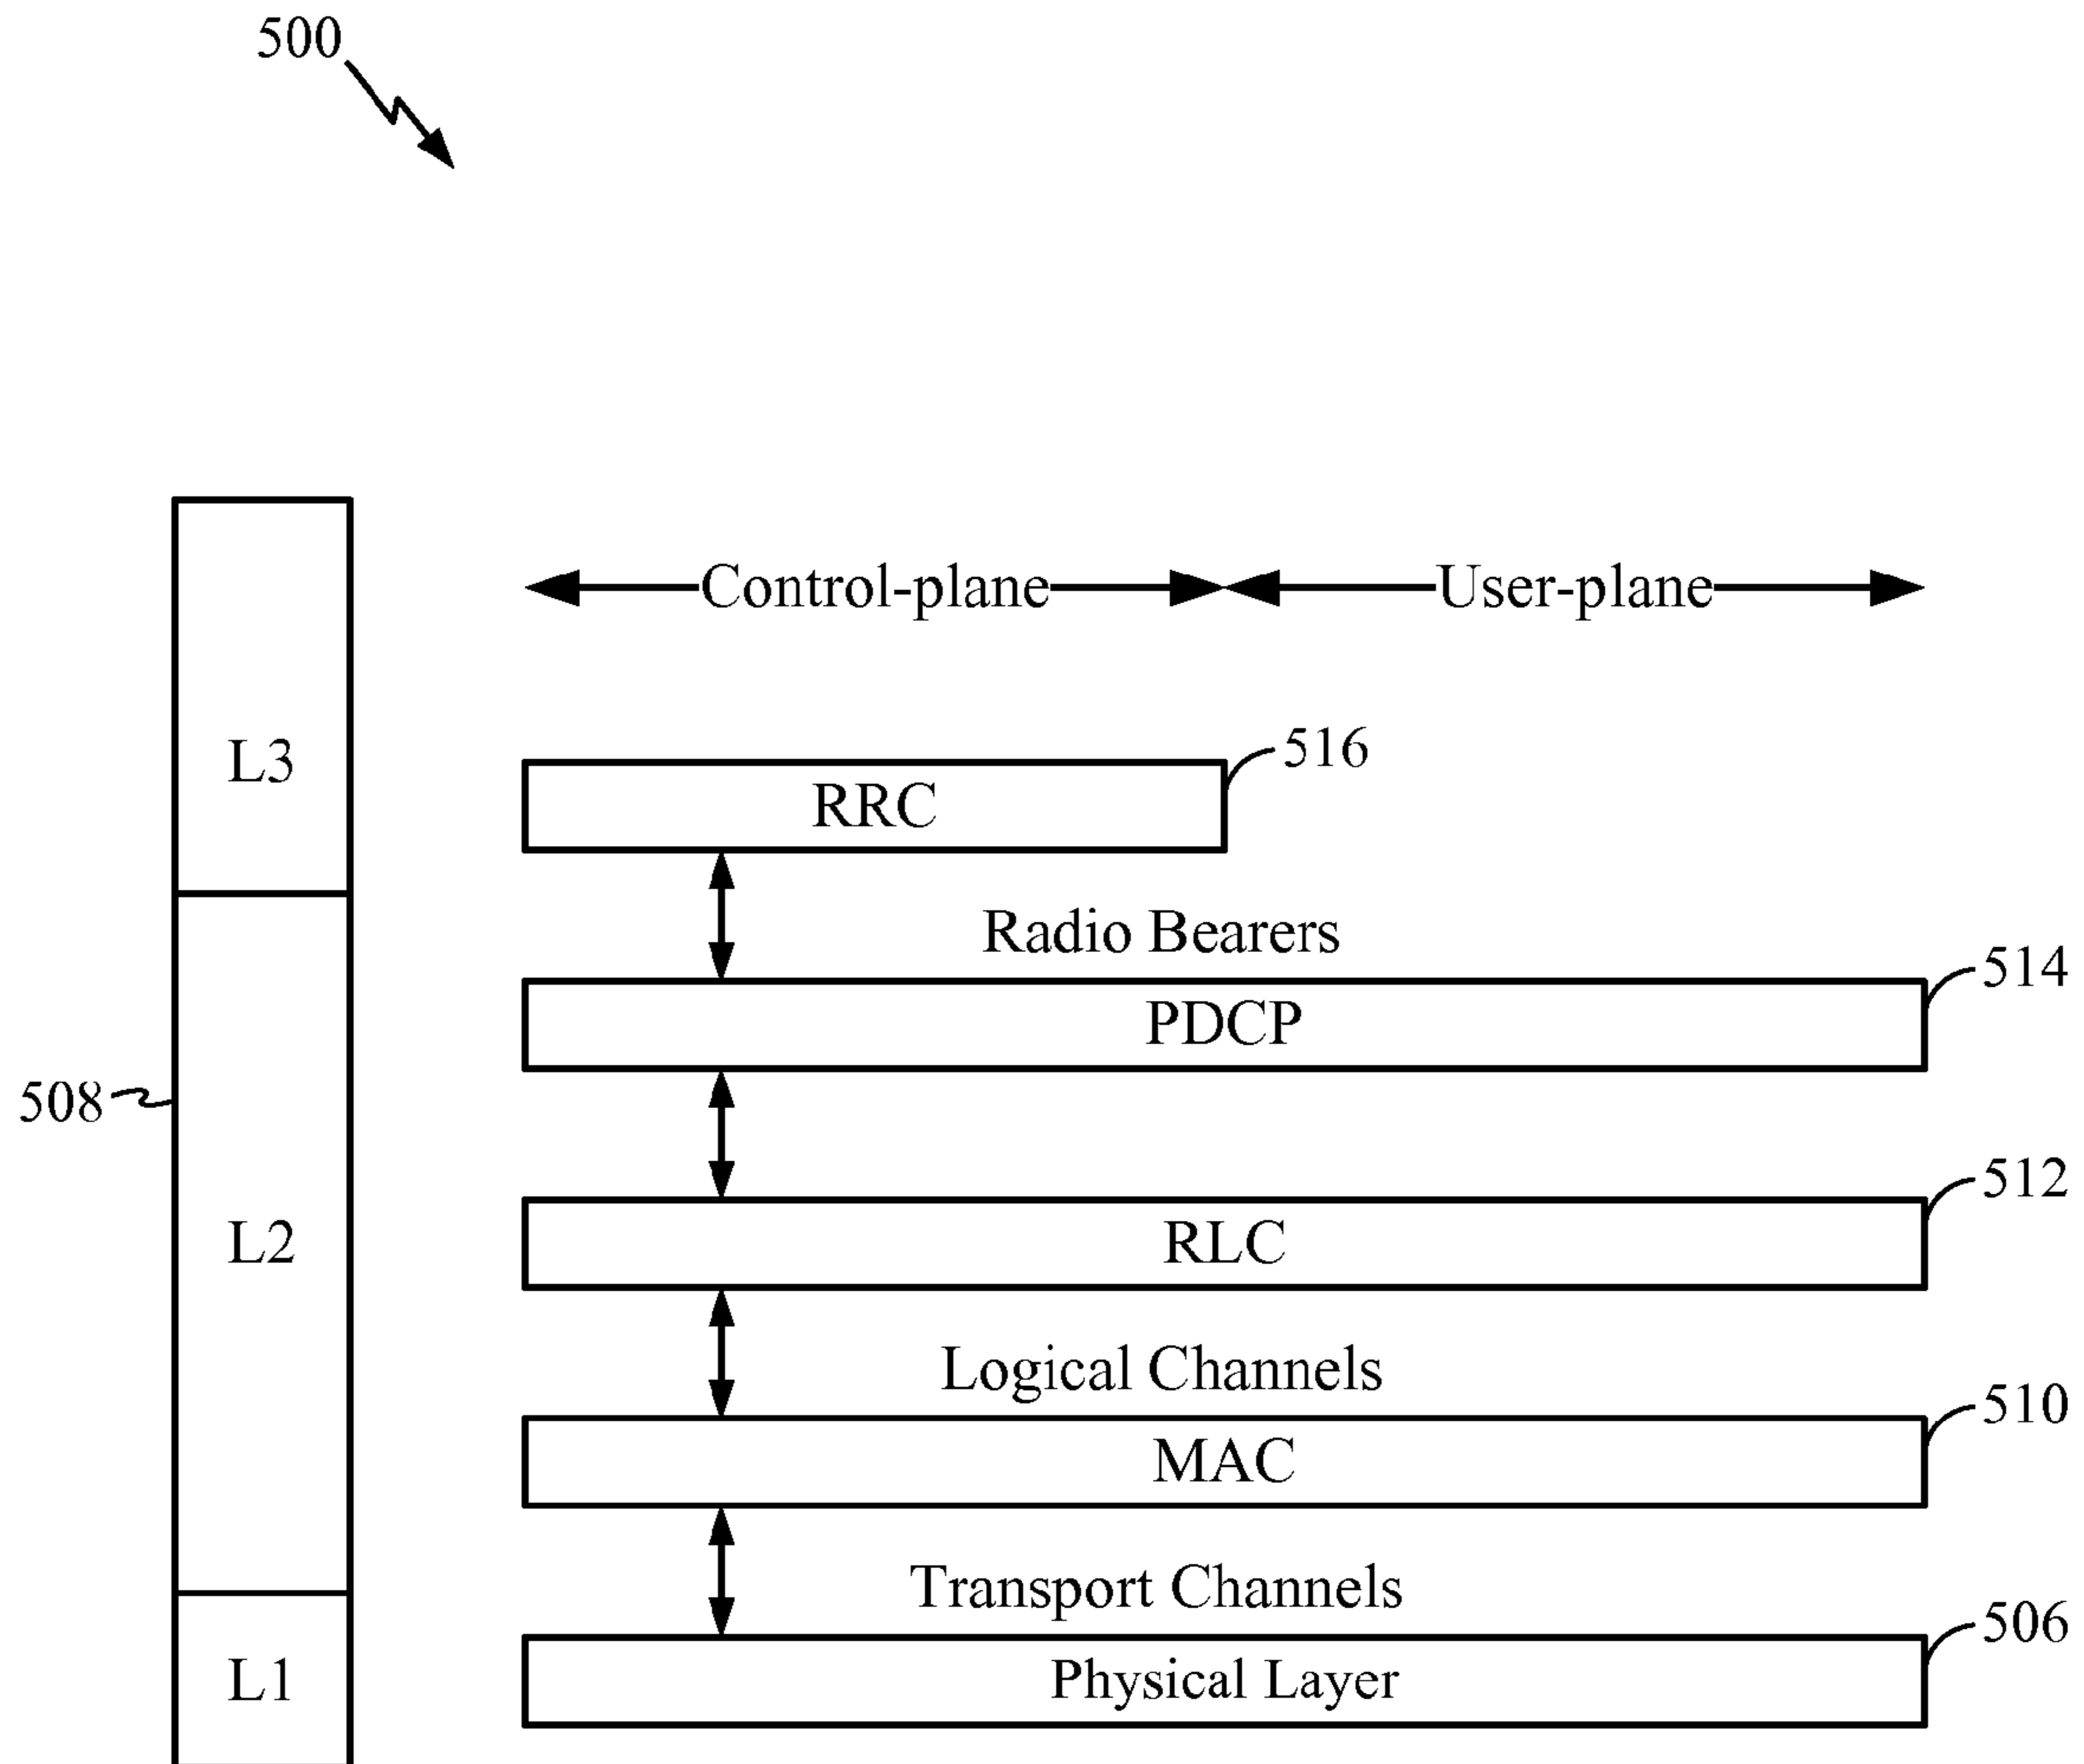 500
Control-plane User-plane
L3
516
RRC
Radio Bearers
514
PDCP
508
512
L2
RLC
Logical Channels
510
MAC
Transport Channels
506
L1
Physical Layer